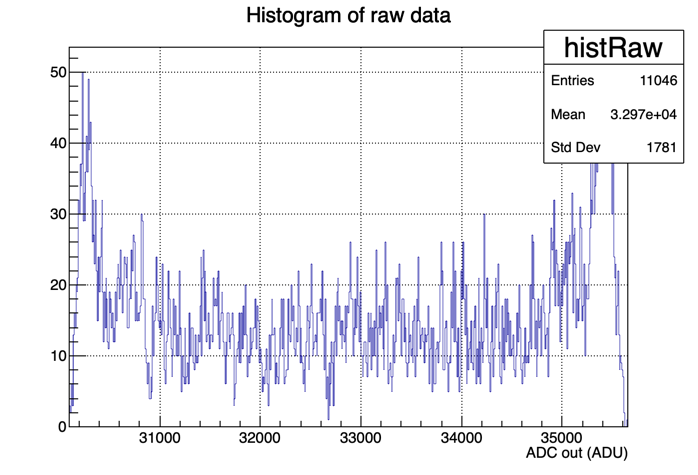 Histogram of raw data
histRaw
Entries 11046
Mean 3.297e+04
Std Dev 1781
50
40
30
20
10
0
31000 32000 33000 34000 35000
ADC out (ADU)